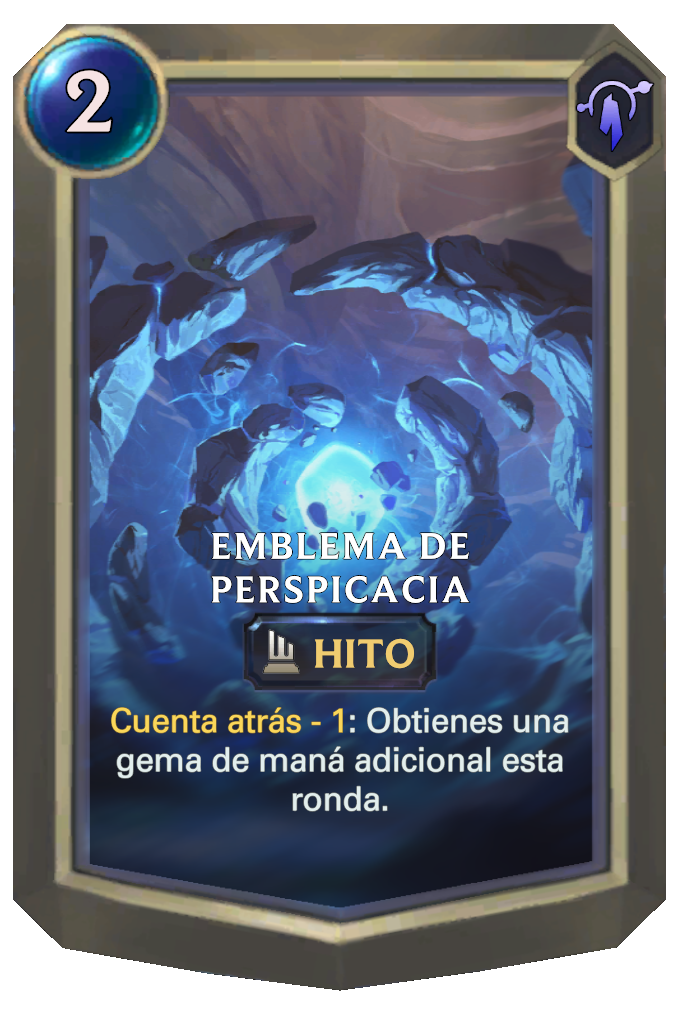 2
EMBLEMA DE
PERSPICACIA
HITO
Cuenta atrás - 1: Obtienes una
gema de maná adicional esta
ronda.